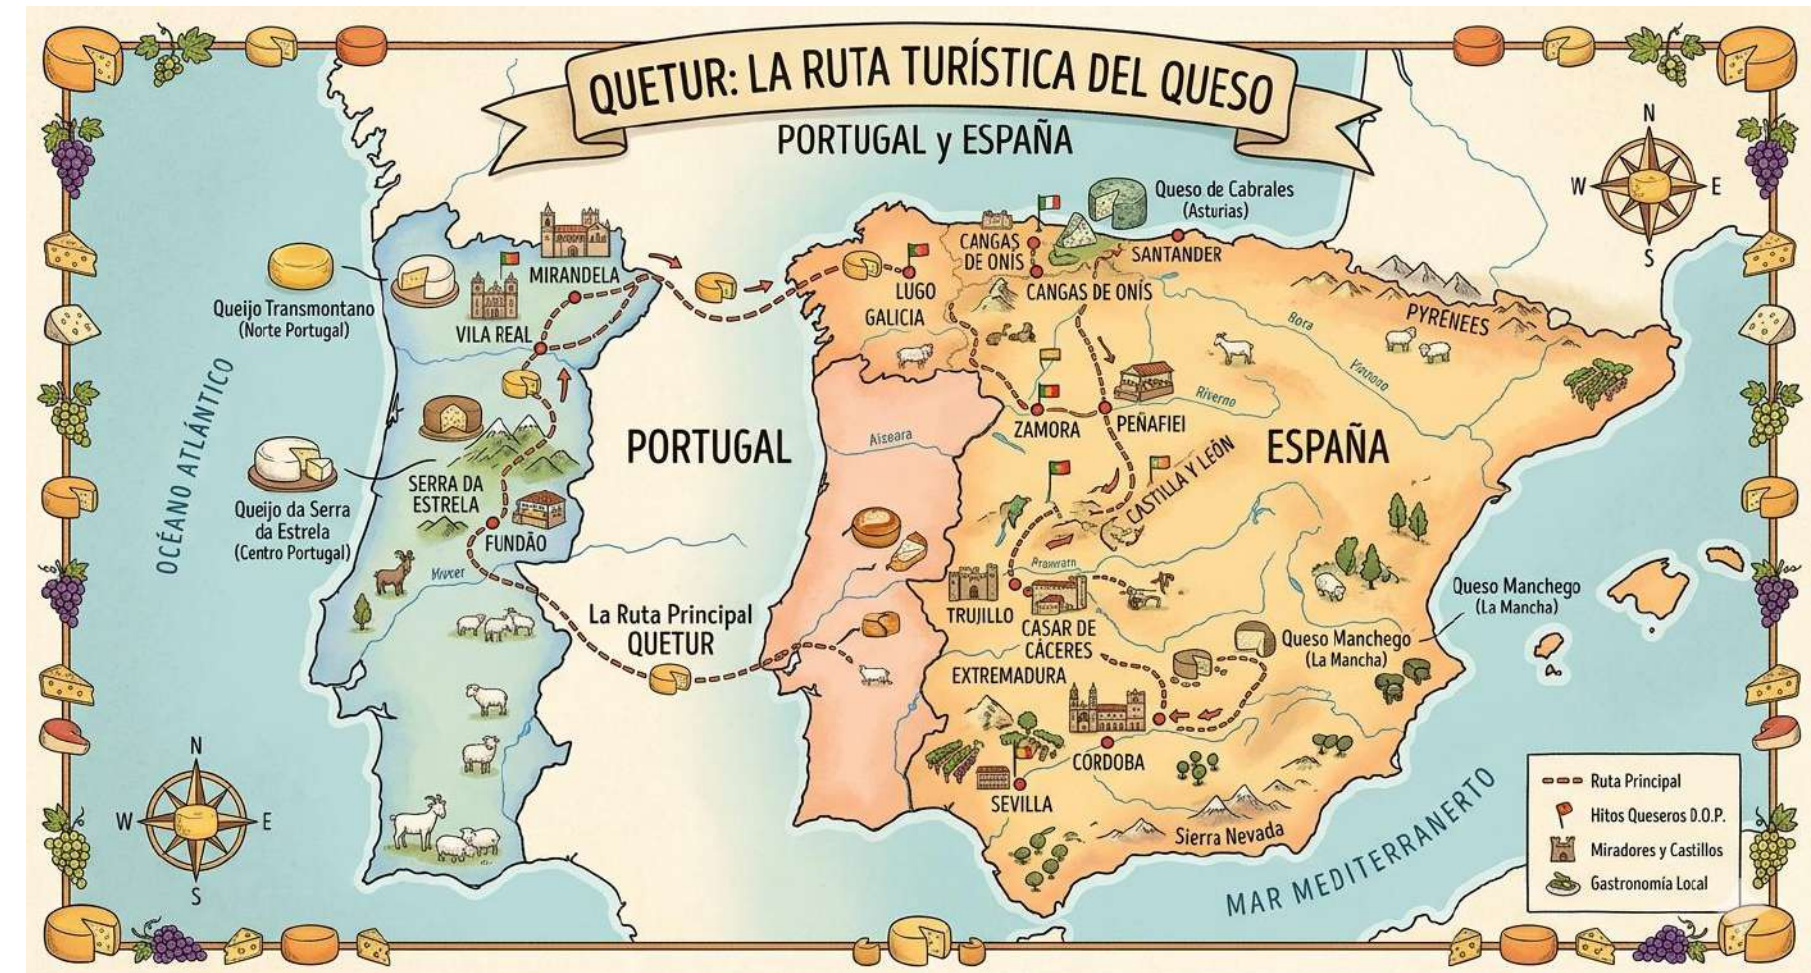 QUETUR: LA RUTA TURÍSTICA DEL QUESO
PORTUGAL y ESPAÑA
N
W
E
S
Queso de Cabrales
(Asturias)
CANGAS
DE ONÍS
SANTANDER
MIRANDELA
LUGO
CANGAS DE ONÍS
GALICIA
PYRENEES
Queijo Transmontano
(Norte Portugal)
VILA REAL
Bora
Riverno
OCÉANO ATLÁNTICO
PORTUGAL
Aiseara
ZAMORA
PEÑAFIEI
ESPAÑA
CASTILLA Y LEÓN
SERRA DA
ESTRELA
Queijo da Serra
da Estrela
(Centro Portugal)
FUNDÃO
La Ruta Principal
QUETUR
TRUJILLO
CASAR DE
CÀCERES
EXTREMADURA
Queso Manchego
(La Mancha)
Queso Manchego
(La Mancha)
CORDOBA
SEVILLA
Sierra Nevada
MAR MEDITERRANERTO
N
W
E
S
Ruta Principal
Hitos Queseros D.O.P.
Miradores y Castillos
Gastronomía Local